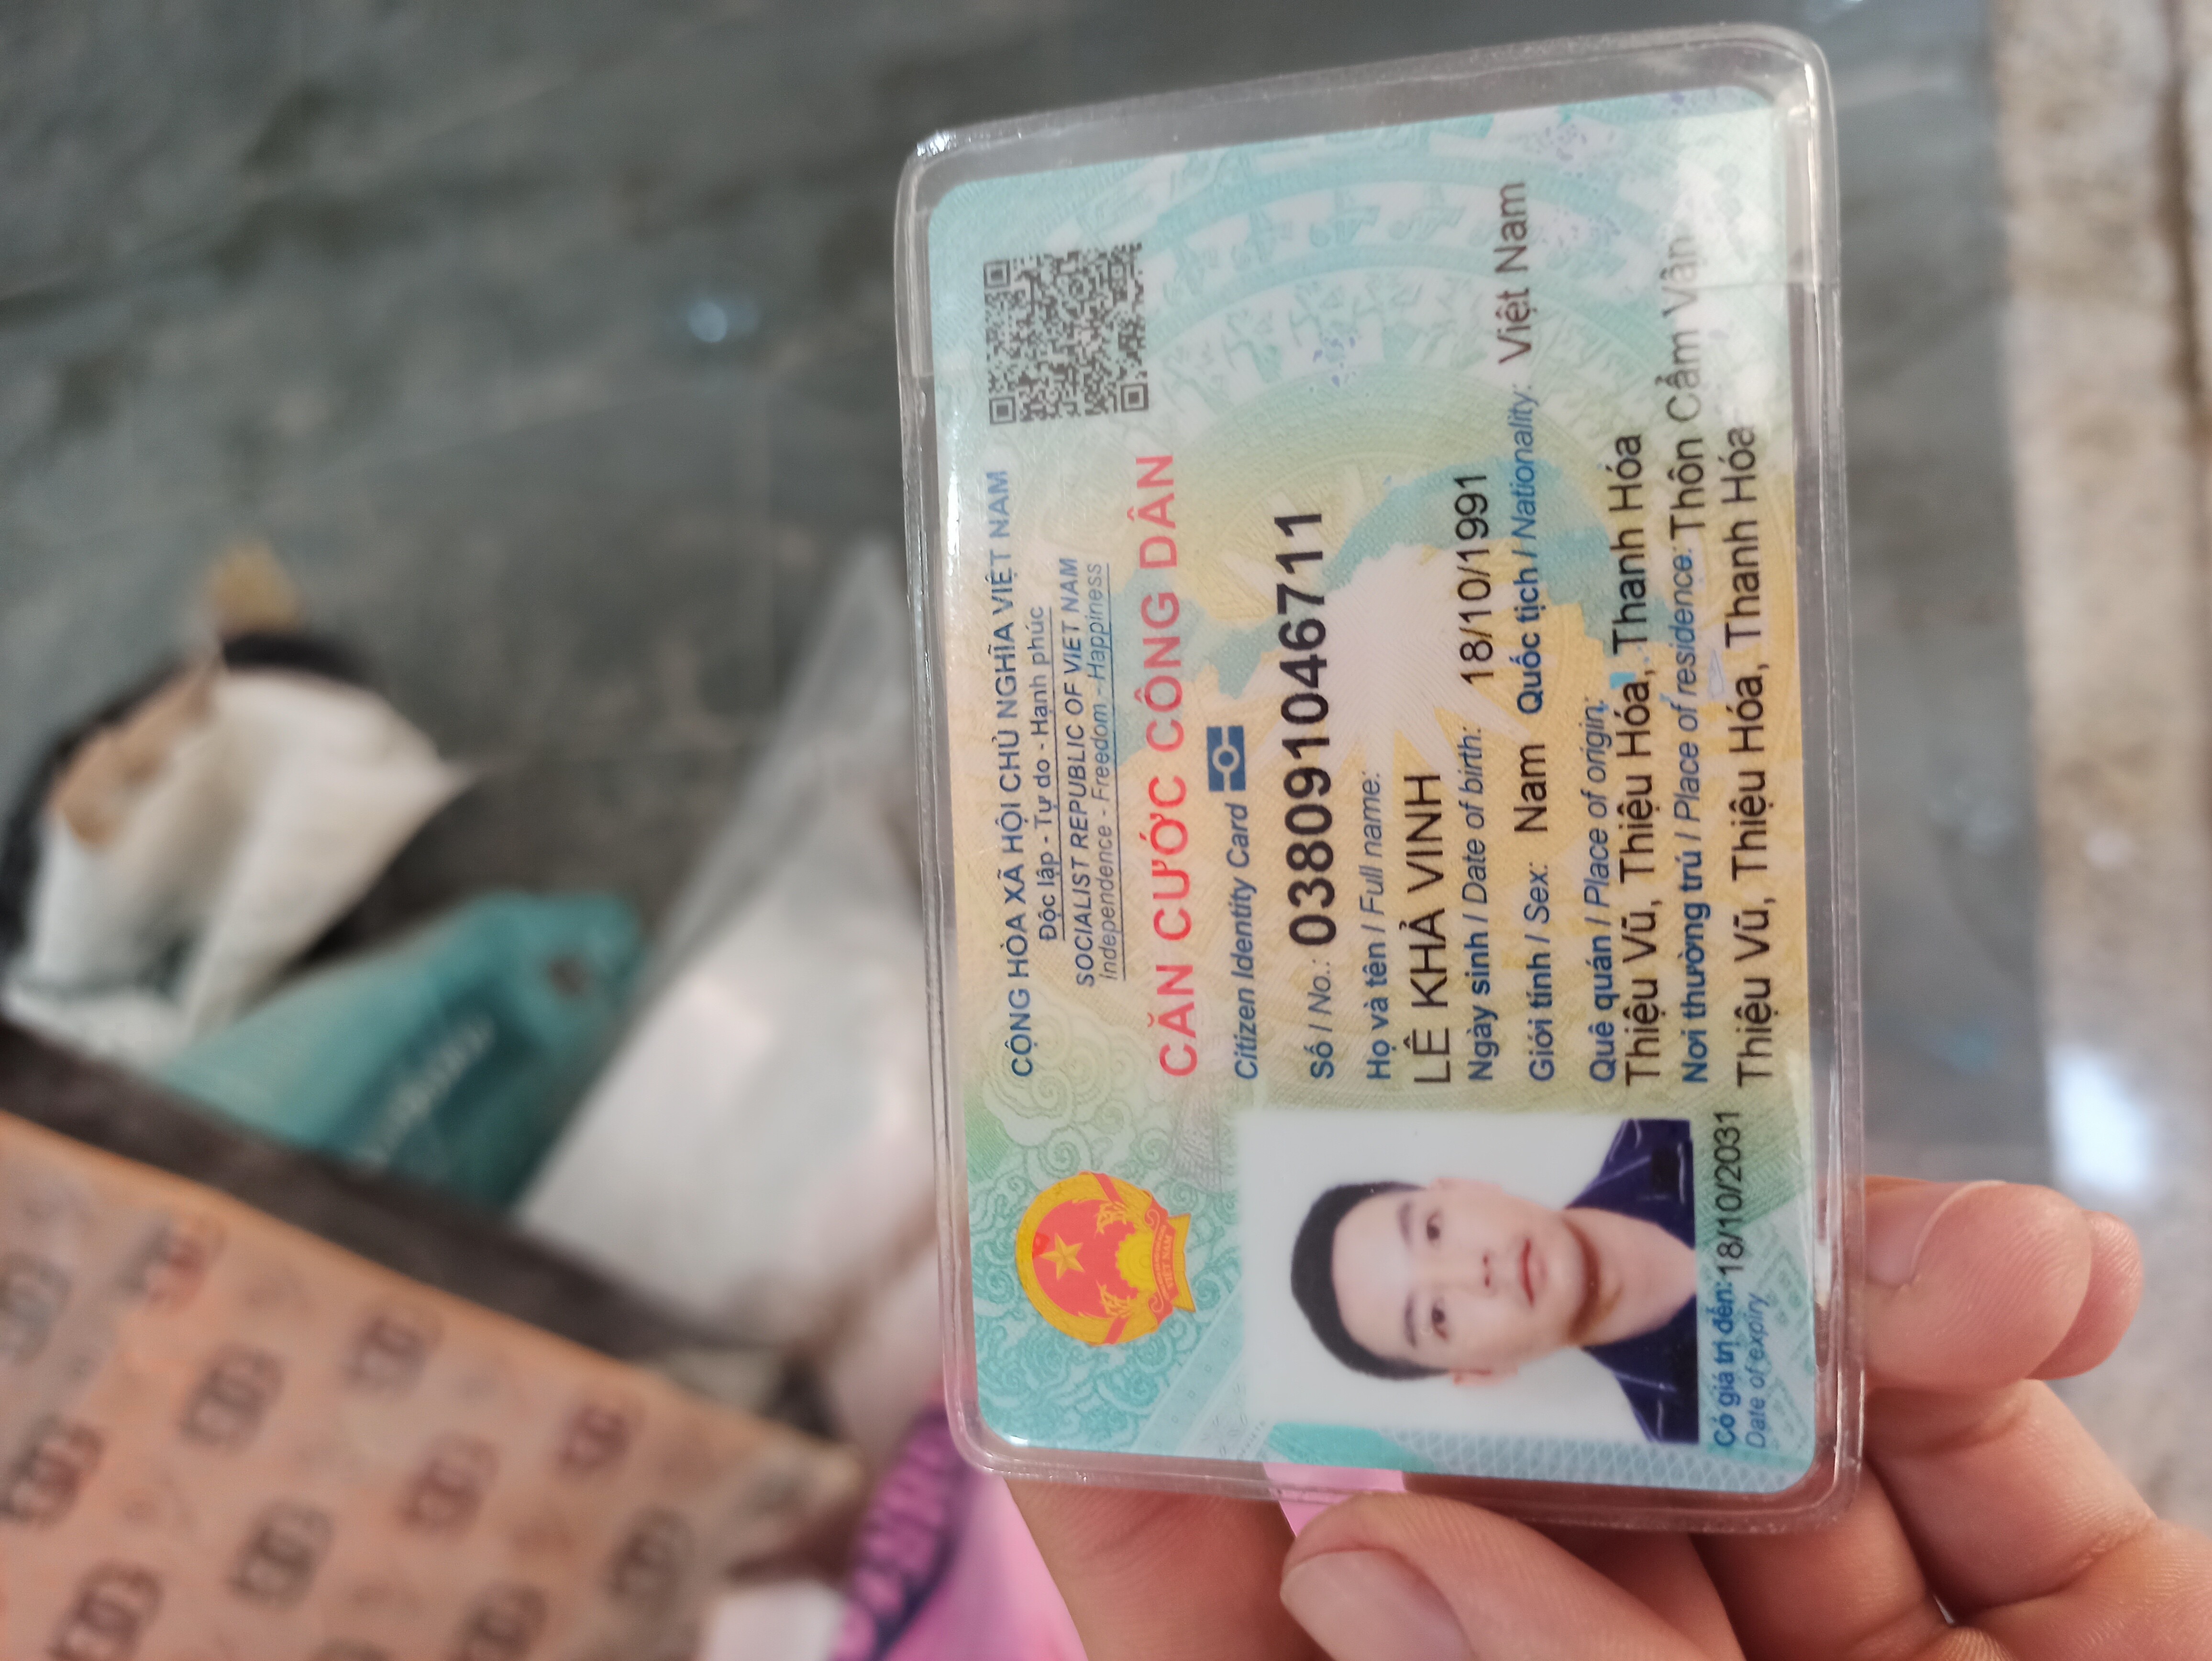 CỘNG HÒA XÃ HỘI CHỦ NGHĨA VIỆT NAM
Độc lập - Tự do - Hạnh phúc
SOCIALIST REPUBLIC OF VIET NAM
Independence - Freedom - Happiness
CĂN CƯỚC CÔNG DÂN
Citizen Identity Card
Số / No.: 038091046711
Họ và tên / Full name:
LÊ KHẢ VINH
Ngày sinh / Date of birth: 18/10/1991
Giới tính / Sex: Nam Quốc tịch / Nationality: Việt Nam
Quê quán / Place of origin:
Thiệu Vũ, Thiệu Hóa, Thanh Hóa
Nơi thường trú / Place of residence: Thôn Cẩm Vân
Thiệu Vũ, Thiệu Hóa, Thanh Hóa
Có giá trị đến: 18/10/2031
Date of expiry
VIỆT NAM